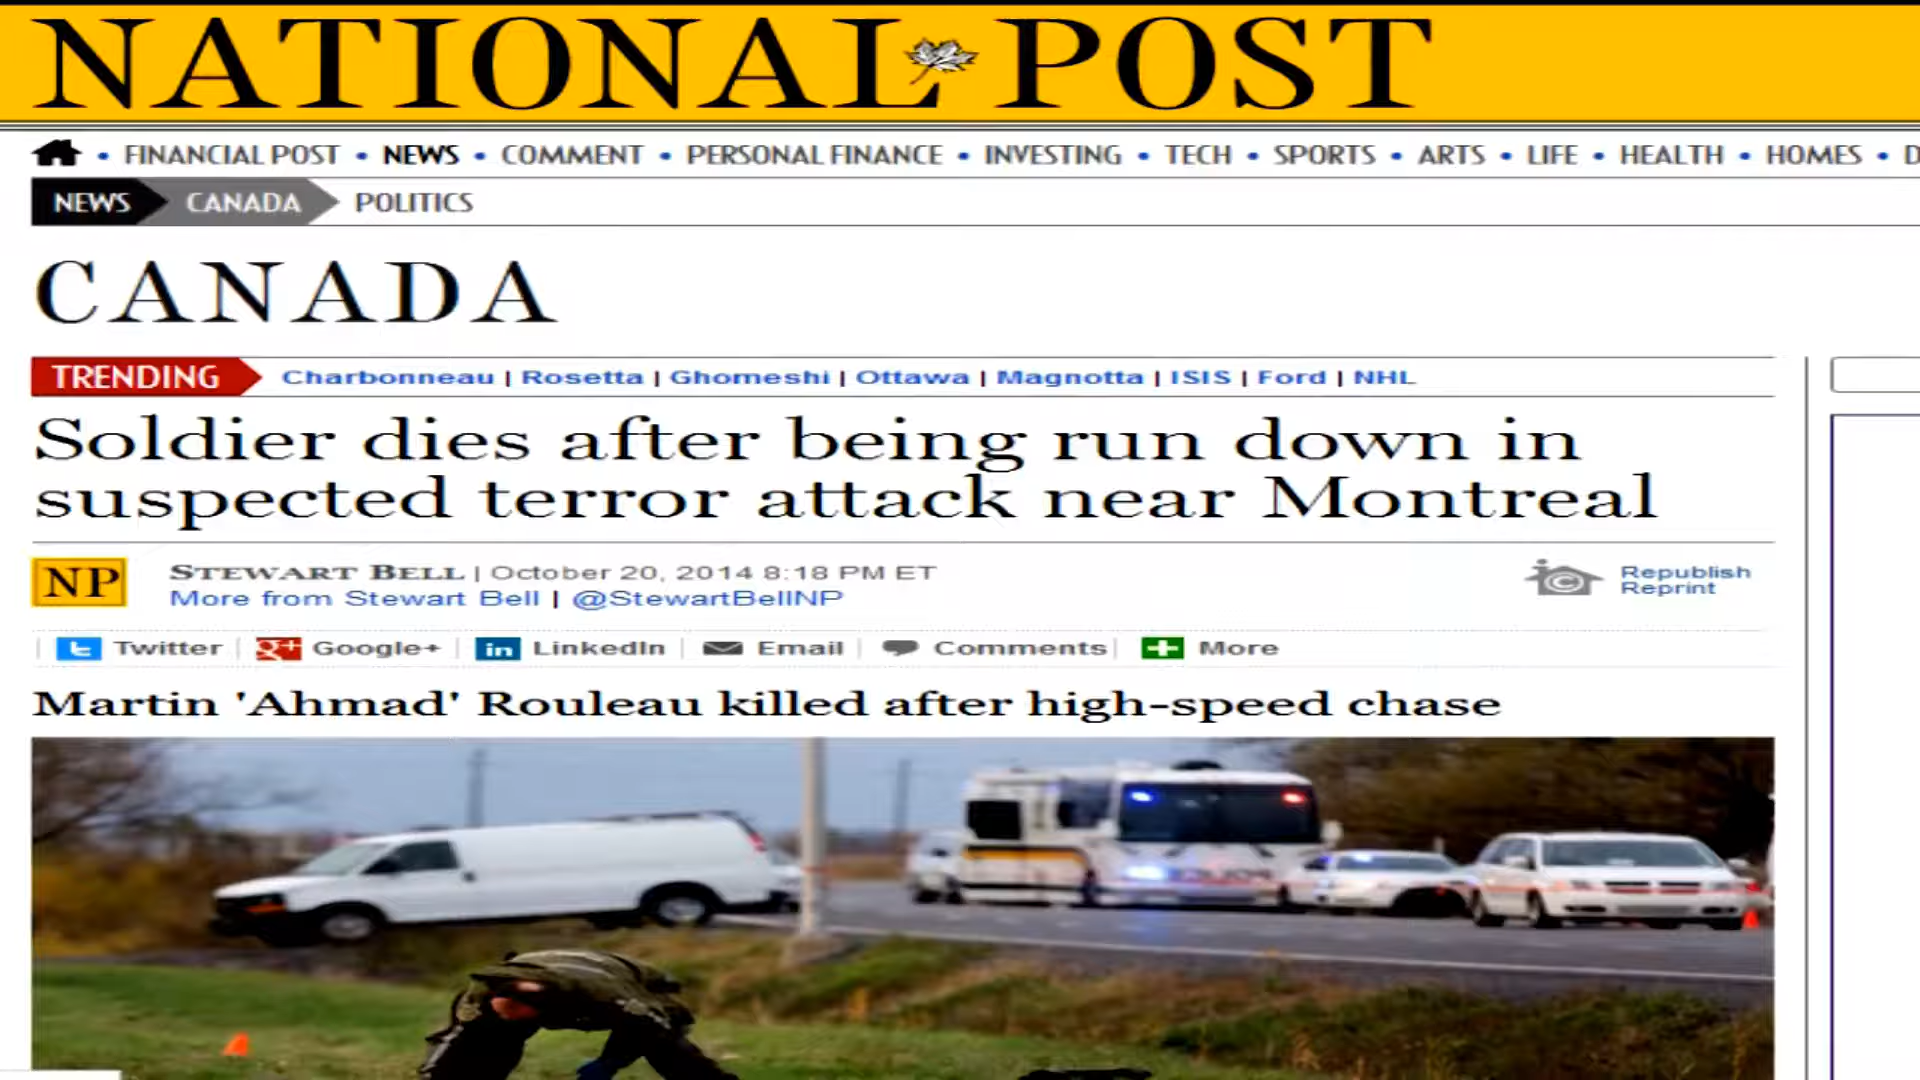 NATIONAL POST
• FINANCIAL POST • NEWS • COMMENT • PERSONAL FINANCE • INVESTING • TECH • SPORTS • ARTS • LIFE • HEALTH • HOMES • D
NEWS CANADA POLITICS
CANADA
TRENDING Charbonneau | Rosetta | Ghomeshi | Ottawa | Magnotta | ISIS | Ford | NHL
Soldier dies after being run down in
suspected terror attack near Montreal
NP STEWART BELL | October 20, 2014 8:18 PM ET
More from Stewart Bell | @StewartBellNP
Republish
Reprint
Twitter g+ Google+ in LinkedIn Email Comments More
Martin 'Ahmad' Rouleau killed after high-speed chase